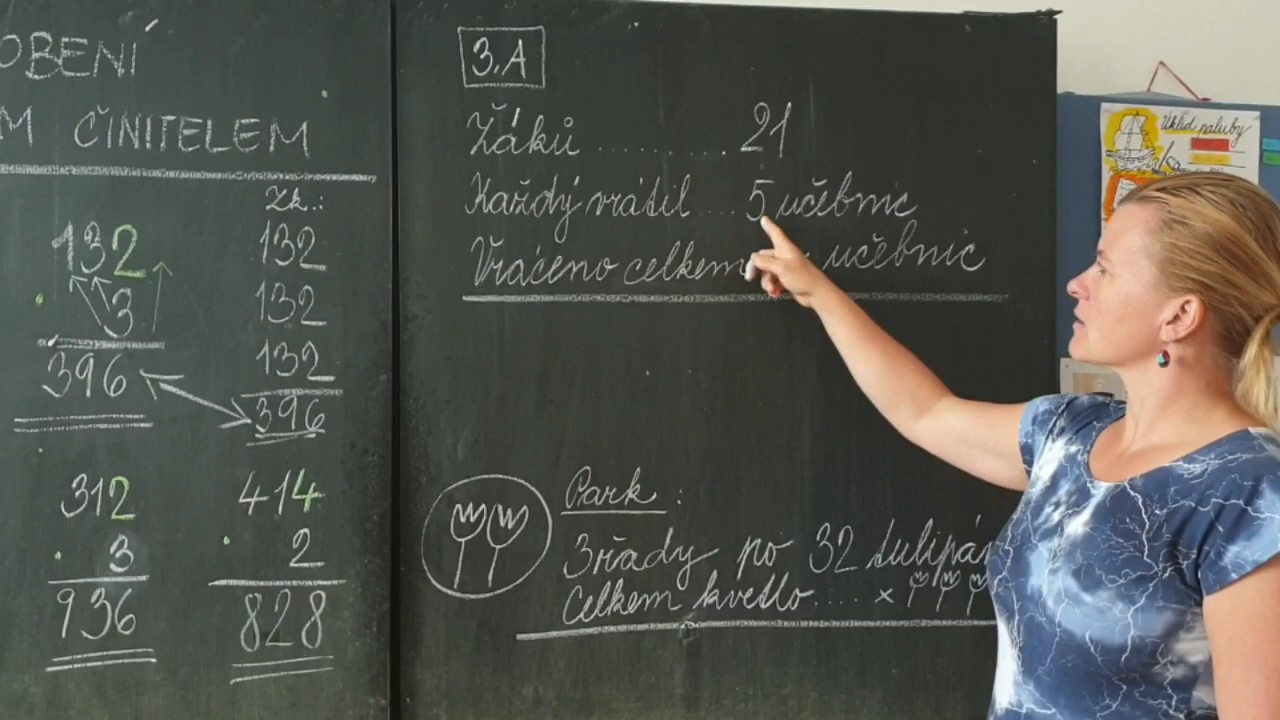 OBENÍ
M ČINITELEM
Zk.:
132
3
396
132
132
132
396
312
· 3
936
414
· 2
828
3.A
Žáků .......... 21
Každý vrátil .... 5 učebnic
Vráceno celkem učebnic
Park :
3 řady po 32 tulipán
Celkem kvetlo .... ×
Úklid paluby